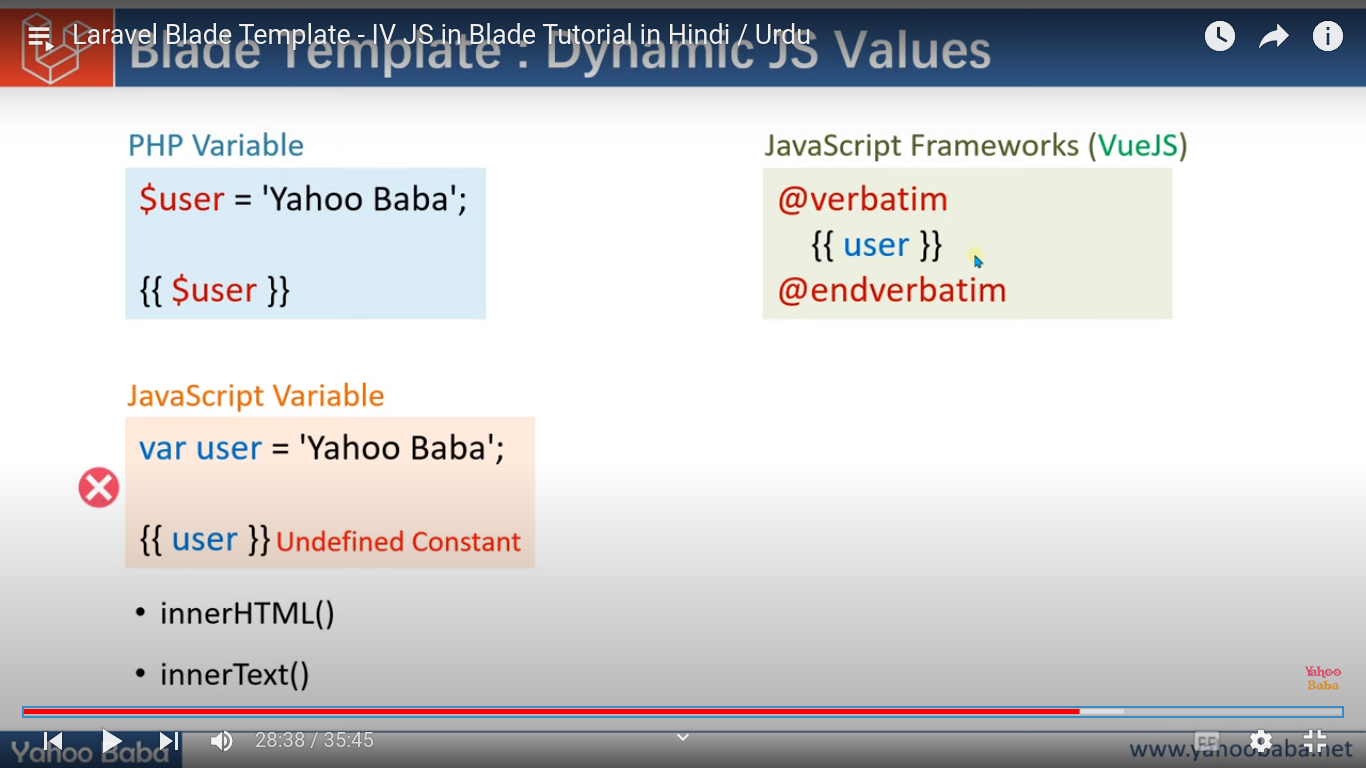 Laravel Blade Template - IV JS in Blade Tutorial in Hindi / Urdu
Blade Template : Dynamic JS Values
PHP Variable
$user = 'Yahoo Baba';
{{ $user }}
JavaScript Frameworks (VueJS)
@verbatim
{{ user }}
@endverbatim
JavaScript Variable
var user = 'Yahoo Baba';
{{ user }} Undefined Constant
• innerHTML()
• innerText()
Yahoo
Baba
28:38 / 35:45
CC
Yahoo Baba
www.yahoobaba.net